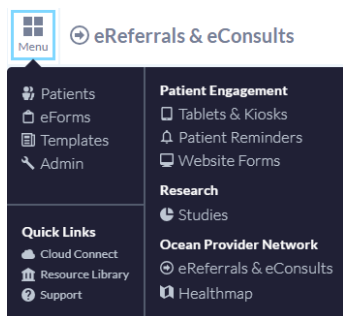 Menu
eReferrals & eConsults
Patients
eForms
Templates
Admin
Quick Links
Cloud Connect
Resource Library
Support
Patient Engagement
Tablets & Kiosks
Patient Reminders
Website Forms
Research
Studies
Ocean Provider Network
eReferrals & eConsults
Healthmap